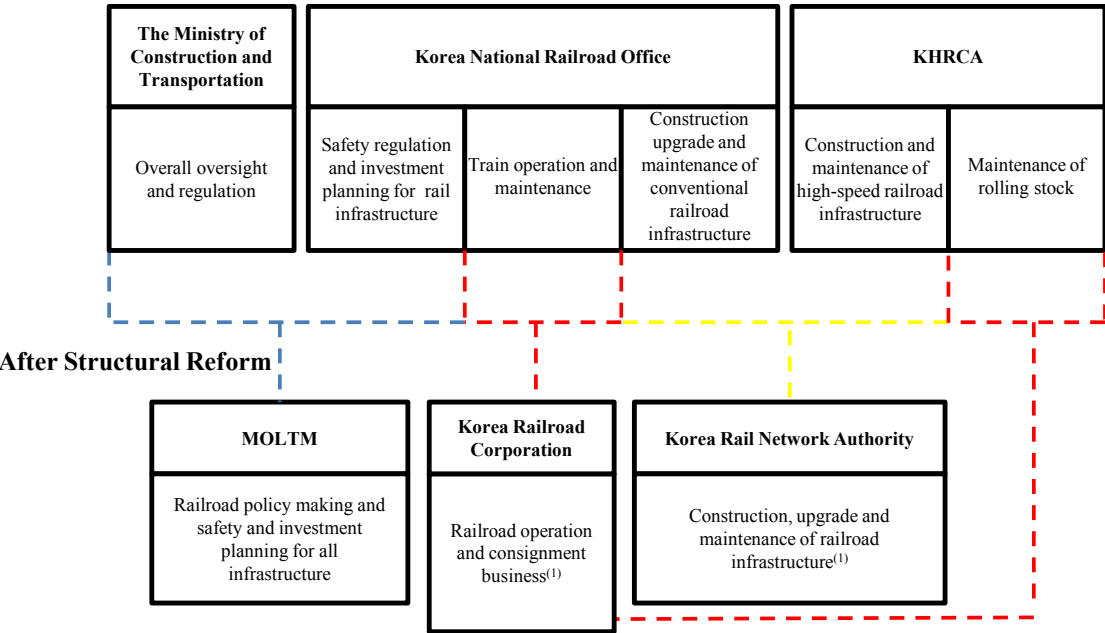 The Ministry of
Construction and
Transportation
Korea National Railroad Office
KHRCA
Overall oversight
and regulation
Safety regulation
and investment
planning for rail
infrastructure
Train operation and
maintenance
Construction
upgrade and
maintenance of
conventional
railroad
infrastructure
Construction and
maintenance of
high-speed railroad
infrastructure
Maintenance of
rolling stock
After Structural Reform
MOLTM
Korea Railroad
Corporation
Korea Rail Network Authority
Railroad policy making and
safety and investment
planning for all
infrastructure
Railroad operation
and consignment
business(1)
Construction, upgrade and
maintenance of railroad
infrastructure(1)